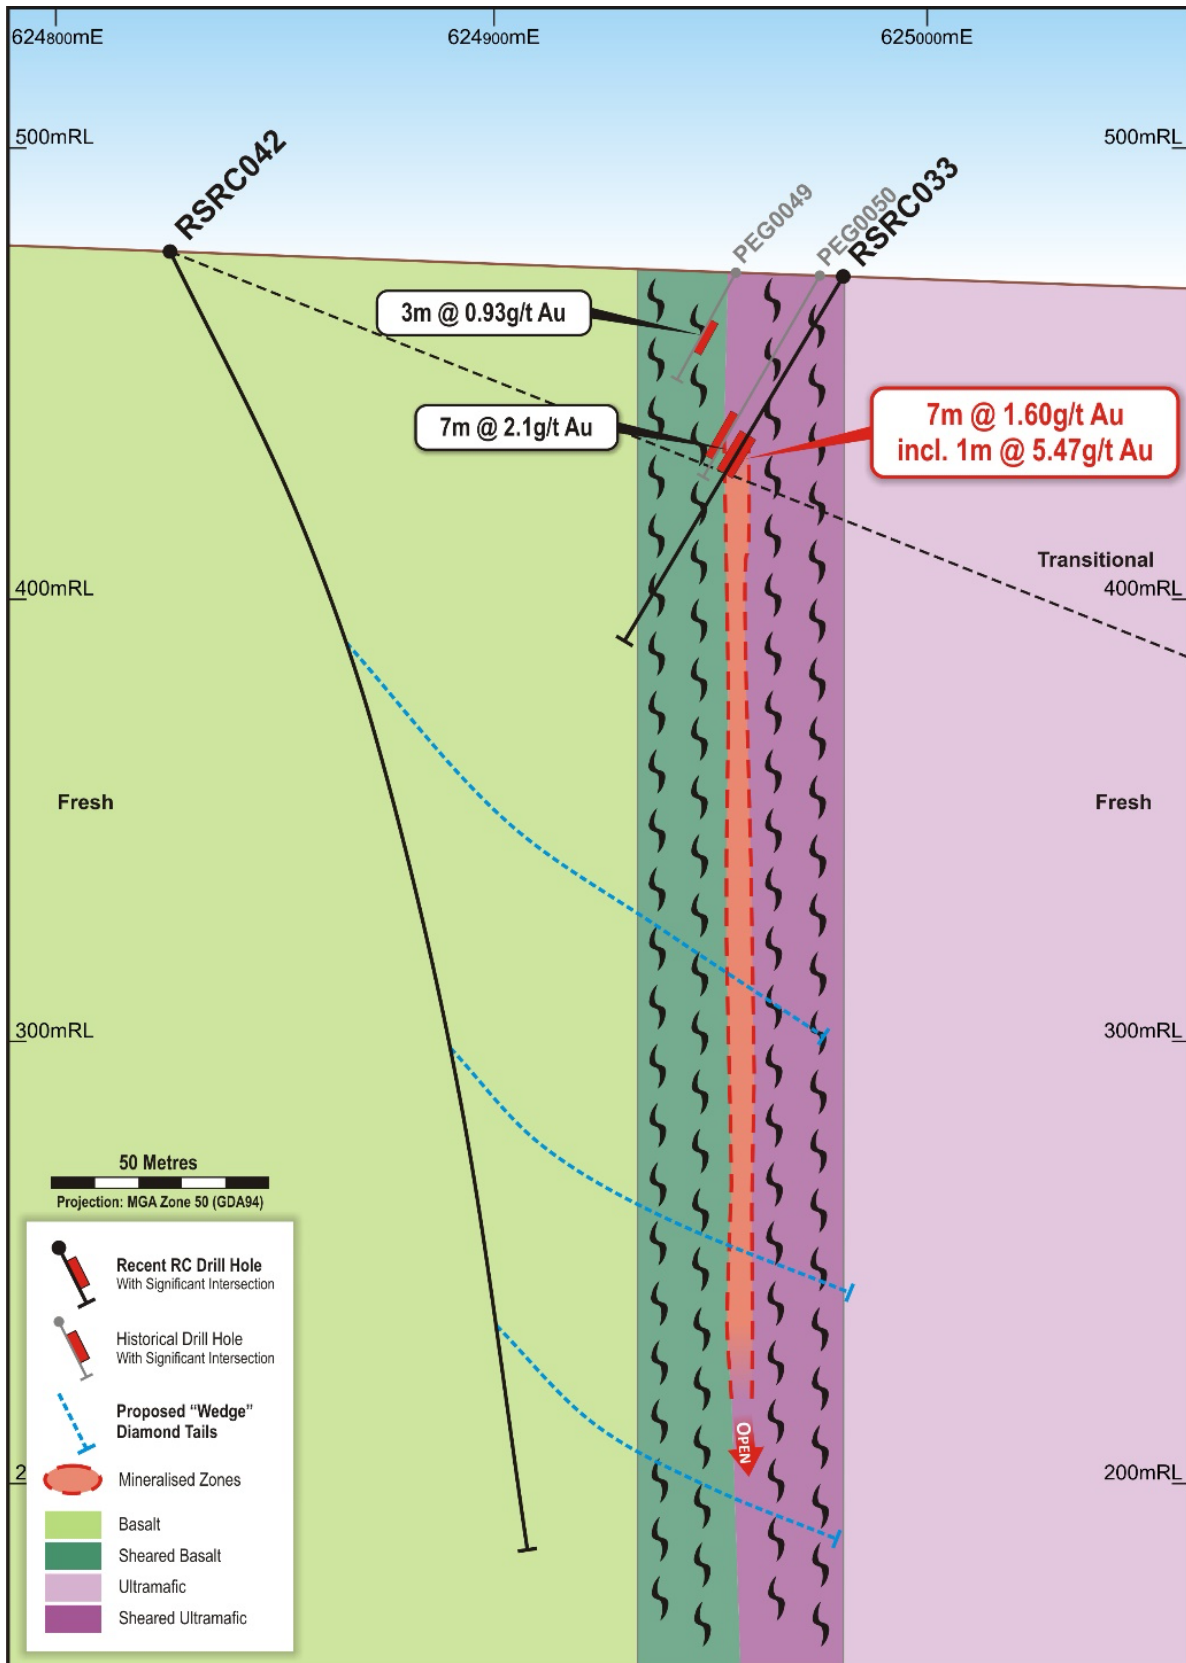 624800mE
624900mE
625000mE
500mRL
500mRL
RSRC042
PEG0049
PEG0050
RSRC033
3m @ 0.93g/t Au
7m @ 2.1g/t Au
7m @ 1.60g/t Au
incl. 1m @ 5.47g/t Au
Transitional
400mRL
400mRL
Fresh
Fresh
300mRL
300mRL
50 Metres
Projection: MGA Zone 50 (GDA94)
Recent RC Drill Hole
With Significant Intersection
Historical Drill Hole
With Significant Intersection
Proposed “Wedge”
Diamond Tails
Mineralised Zones
Basalt
Sheared Basalt
Ultramafic
Sheared Ultramafic
OPEN
2
200mRL